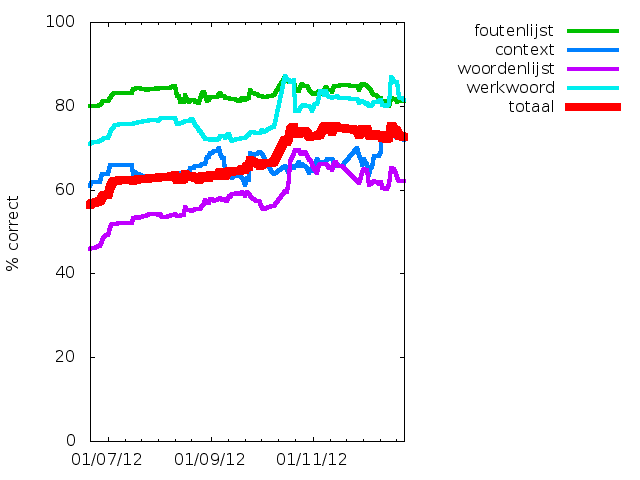 foutenlijst
context
woordenlijst
werkwoord
totaal
100
80
60
40
20
0
% correct
01/07/12 01/09/12 01/11/12